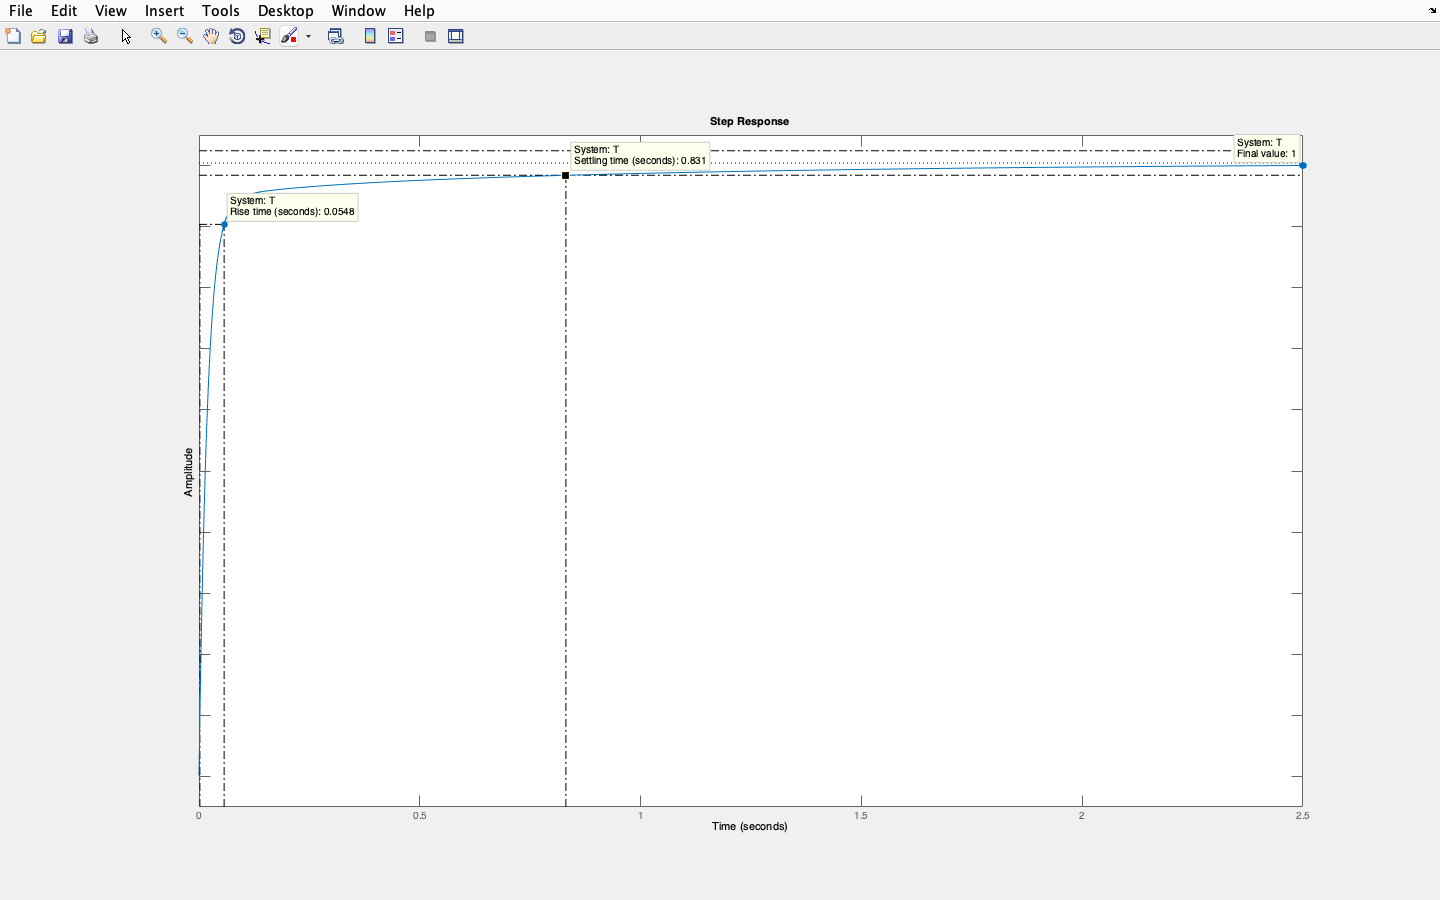 File Edit View Insert Tools Desktop Window Help
Step Response
System: T
Settling time (seconds): 0.831
System: T
Final value: 1
System: T
Rise time (seconds): 0.0548
Amplitude
0 0.5 1 1.5 2 2.5
Time (seconds)